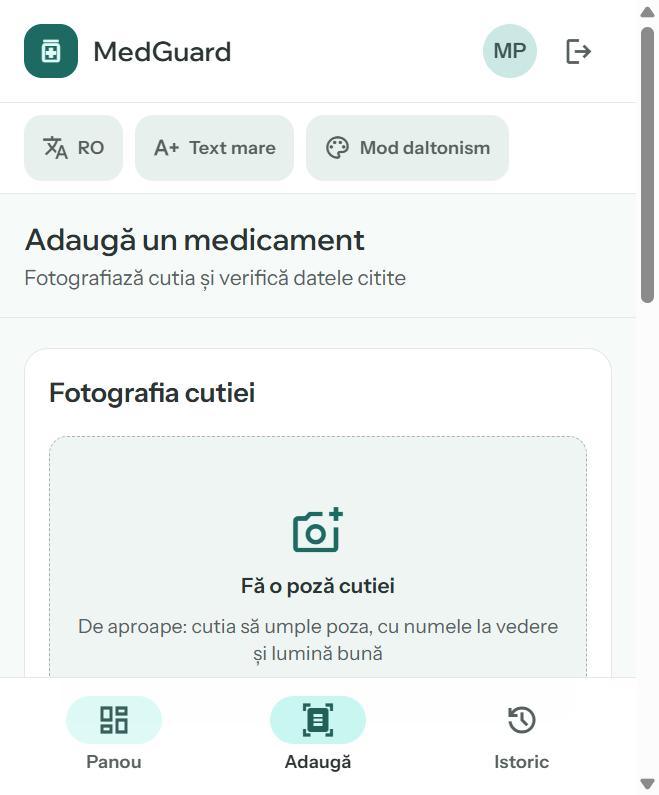 MedGuard
MP
RO
A+ Text mare
Mod daltonism
Adaugă un medicament
Fotografiază cutia și verifică datele citite
Fotografia cutiei
Fă o poză cutiei
De aproape: cutia să umple poza, cu numele la vedere
și lumină bună
Panou
Adaugă
Istoric